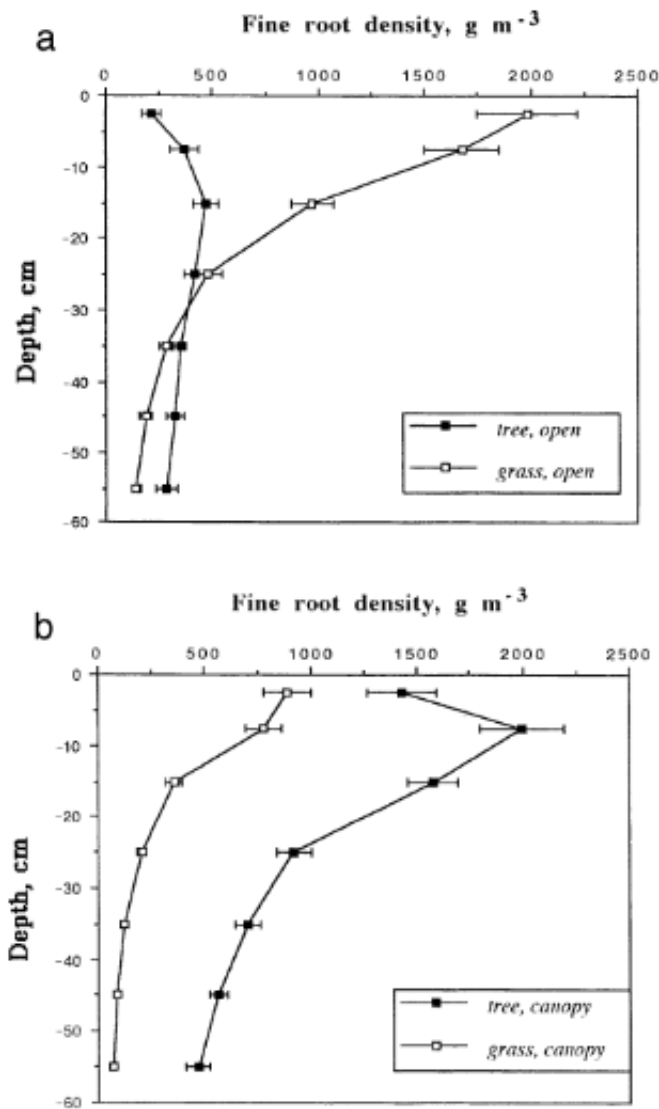 a
Fine root density, g m⁻³
0 500 1000 1500 2000 2500
0
-10
-20
-30
-40
-50
-60
Depth, cm
tree, open
grass, open
b
Fine root density, g m⁻³
0 500 1000 1500 2000 2500
0
-10
-20
-30
-40
-50
-60
Depth, cm
tree, canopy
grass, canopy